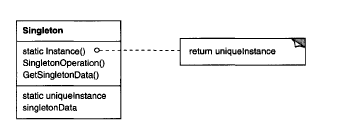 Singleton
static Instance()
return uniqueInstance
SingletonOperation()
GetSingletonData()
static uniqueInstance
singletonData